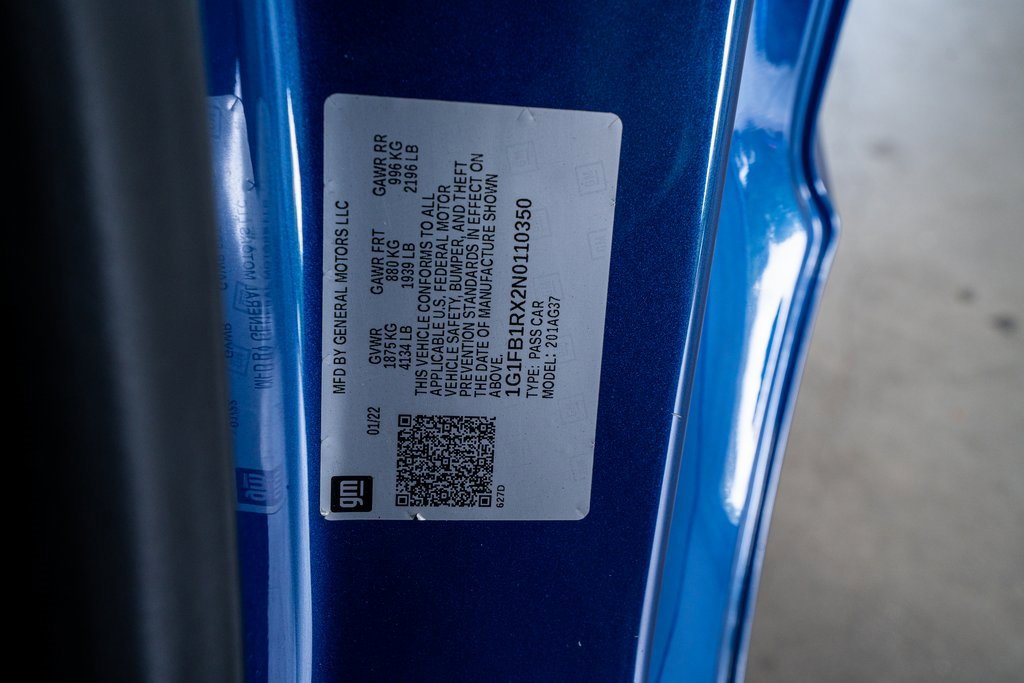 MFD BY GENERAL MOTORS LLC
01/22
GVWR GAWR FRT GAWR RR
1875 KG 880 KG 996 KG
4134 LB 1939 LB 2196 LB
THIS VEHICLE CONFORMS TO ALL
APPLICABLE U.S. FEDERAL MOTOR
VEHICLE SAFETY, BUMPER, AND THEFT
PREVENTION STANDARDS IN EFFECT ON
THE DATE OF MANUFACTURE SHOWN
ABOVE.
1G1FB1RX2N0110350
TYPE: PASS CAR
MODEL: 201AG37
gm
627D